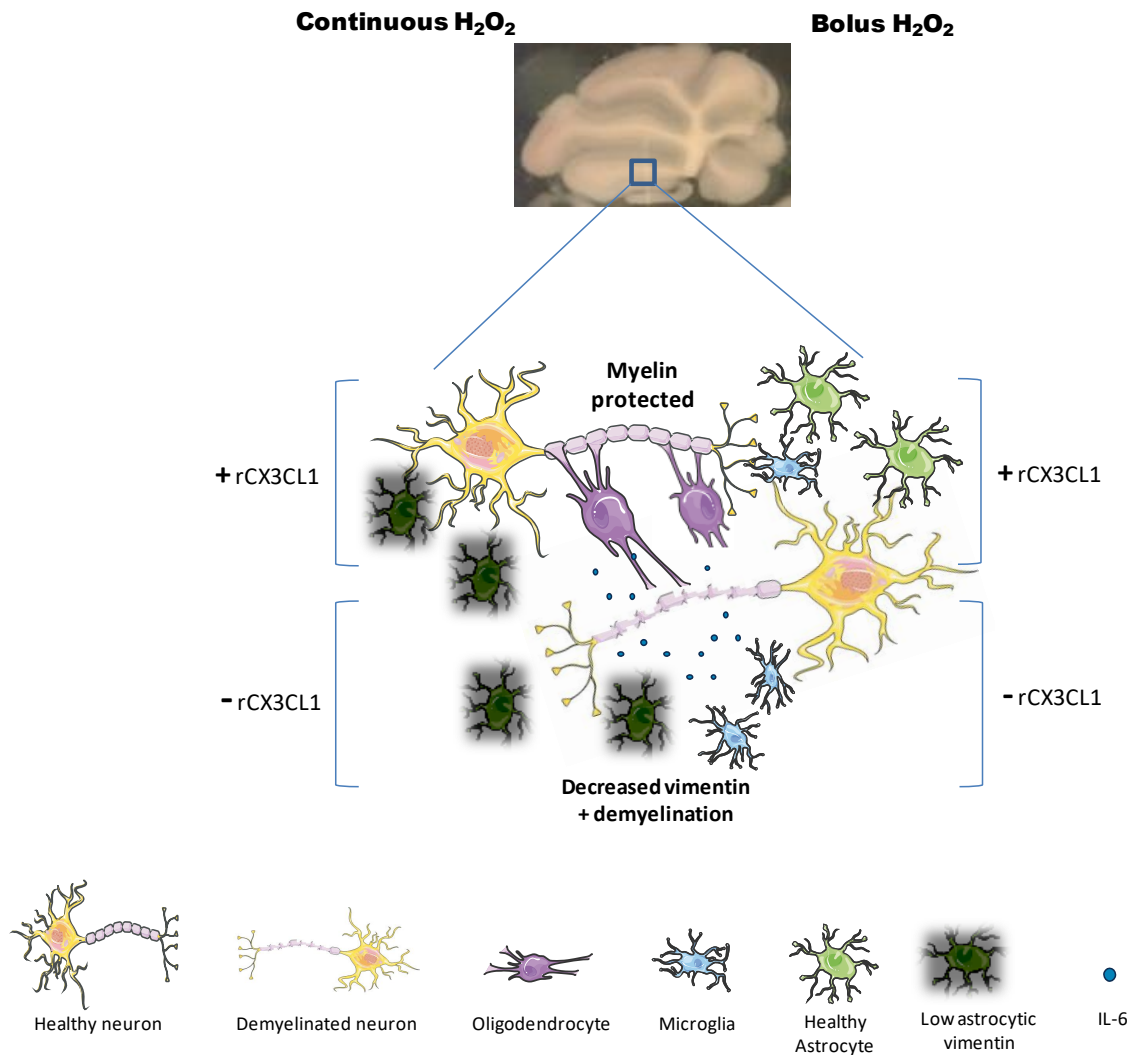 Continuous H₂O₂
Bolus H₂O₂
Myelin
protected
+ rCX3CL1
+ rCX3CL1
- rCX3CL1
- rCX3CL1
Decreased vimentin
+ demyelination
Healthy neuron
Demyelinated neuron
Oligodendrocyte
Microglia
Healthy
Astrocyte
Low astrocytic
vimentin
IL-6